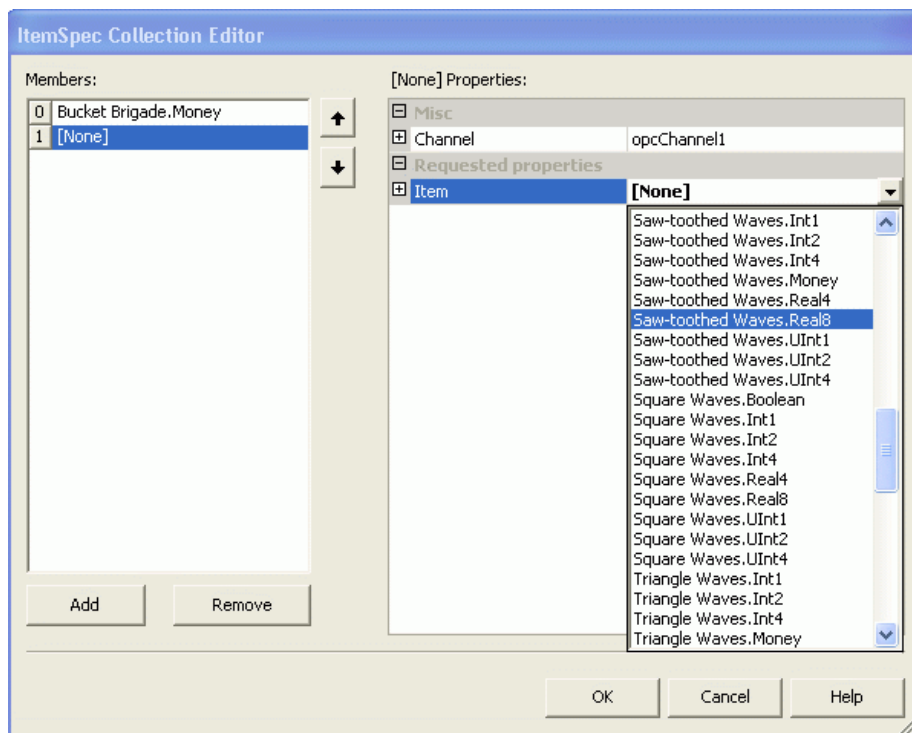 ItemSpec Collection Editor
Members:
[None] Properties:
0 Bucket Brigade.Money
1 [None]
Misc
Channel opcChannel1
Requested properties
Item [None]
Saw-toothed Waves.Int1
Saw-toothed Waves.Int2
Saw-toothed Waves.Int4
Saw-toothed Waves.Money
Saw-toothed Waves.Real4
Saw-toothed Waves.Real8
Saw-toothed Waves.UInt1
Saw-toothed Waves.UInt2
Saw-toothed Waves.UInt4
Square Waves.Boolean
Square Waves.Int1
Square Waves.Int2
Square Waves.Int4
Square Waves.Real4
Square Waves.Real8
Square Waves.UInt1
Square Waves.UInt2
Square Waves.UInt4
Triangle Waves.Int1
Triangle Waves.Int2
Triangle Waves.Int4
Triangle Waves.Money
Add Remove
OK Cancel Help